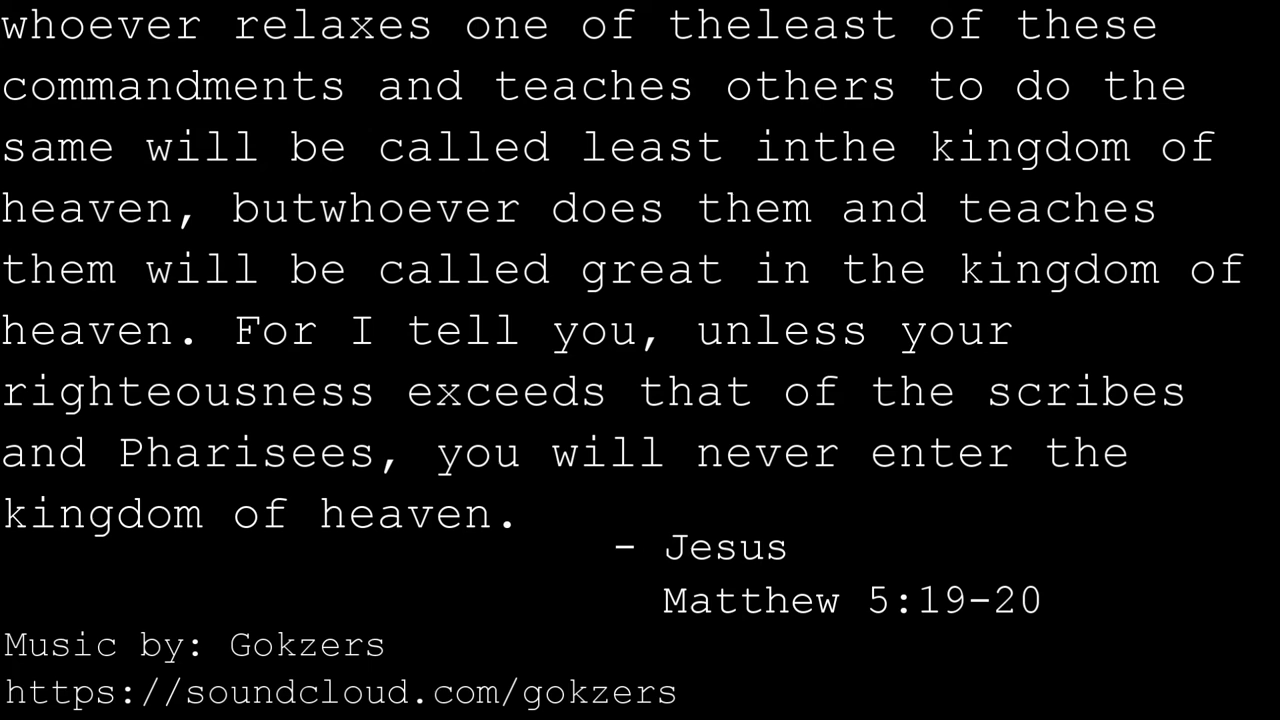 whoever relaxes one of theleast of these
commandments and teaches others to do the
same will be called least inthe kingdom of
heaven, butwhoever does them and teaches
them will be called great in the kingdom of
heaven. For I tell you, unless your
righteousness exceeds that of the scribes
and Pharisees, you will never enter the
kingdom of heaven.
- Jesus
Matthew 5:19-20
Music by: Gokzers
https://soundcloud.com/gokzers